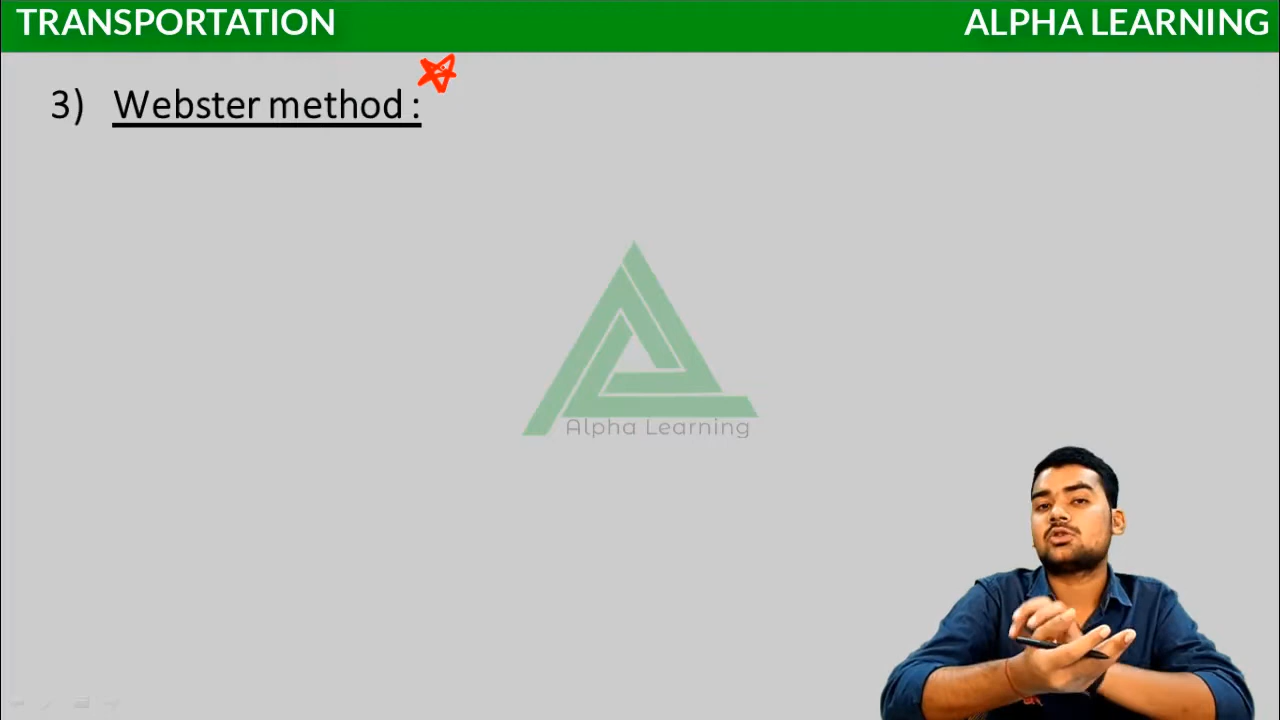 TRANSPORTATION
ALPHA LEARNING
3) Webster method :
Alpha Learning